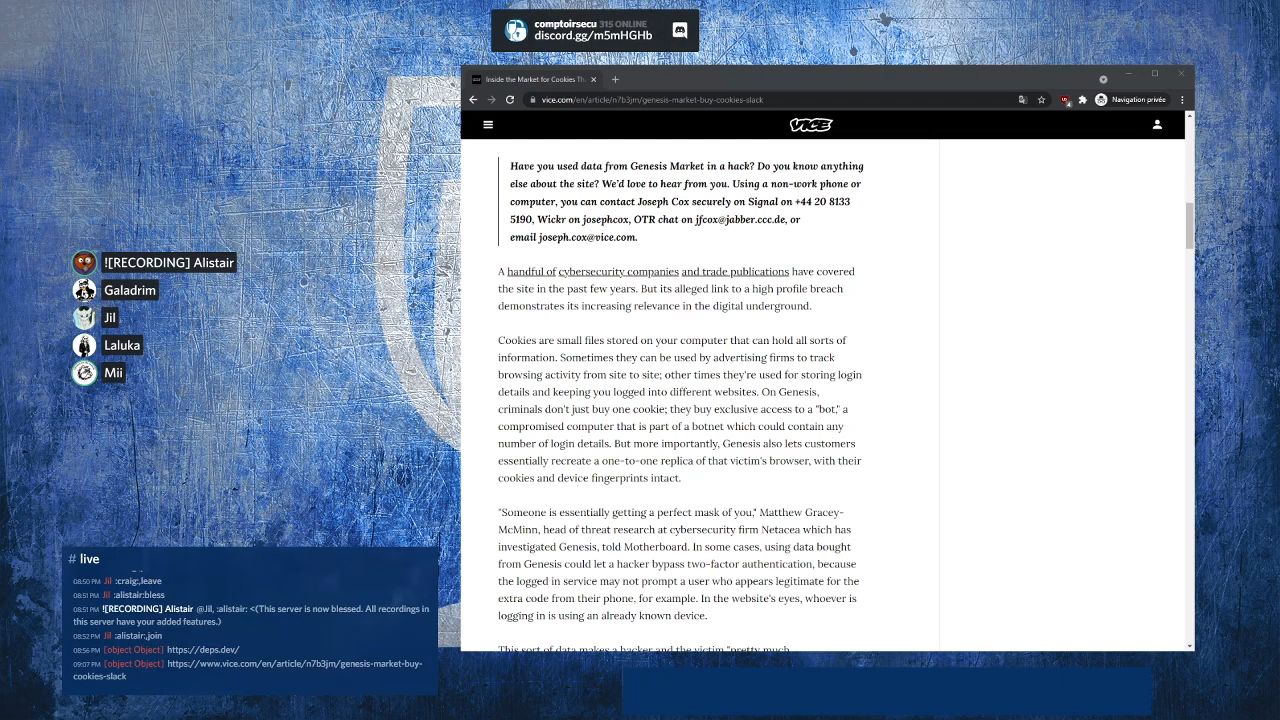 comptoirsecu 315 ONLINE
discord.gg/m5mHGHb
Inside the Market for Cookies Th
vice.com/en/article/n7b3jm/genesis-market-buy-cookies-slack
Navigation privée
VICE
Have you used data from Genesis Market in a hack? Do you know anything
else about the site? We'd love to hear from you. Using a non-work phone or
computer, you can contact Joseph Cox securely on Signal on +44 20 8133
5190, Wickr on josephcox, OTR chat on jfcox@jabber.ccc.de, or
email joseph.cox@vice.com.
A handful of cybersecurity companies and trade publications have covered
the site in the past few years. But its alleged link to a high profile breach
demonstrates its increasing relevance in the digital underground.
Cookies are small files stored on your computer that can hold all sorts of
information. Sometimes they can be used by advertising firms to track
browsing activity from site to site; other times they're used for storing login
details and keeping you logged into different websites. On Genesis,
criminals don't just buy one cookie; they buy exclusive access to a "bot," a
compromised computer that is part of a botnet which could contain any
number of login details. But more importantly, Genesis also lets customers
essentially recreate a one-to-one replica of that victim's browser, with their
cookies and device fingerprints intact.
"Someone is essentially getting a perfect mask of you," Matthew Gracey-
McMinn, head of threat research at cybersecurity firm Netacea which has
investigated Genesis, told Motherboard. In some cases, using data bought
from Genesis could let a hacker bypass two-factor authentication, because
the logged in service may not prompt a user who appears legitimate for the
extra code from their phone, for example. In the website's eyes, whoever is
logging in is using an already known device.
This sort of data makes a hacker and the victim "pretty much
![RECORDING] Alistair
Galadrim
Jil
Laluka
Mii
# live
08:50 PM Jil :craig:,leave
08:51 PM Jil :alistair:bless
08:51 PM ![RECORDING] Alistair @Jil, :alistair: <(This server is now blessed. All recordings in
this server have your added features.)
08:52 PM Jil :alistair:,join
08:56 PM [object Object] https://deps.dev/
09:07 PM [object Object] https://www.vice.com/en/article/n7b3jm/genesis-market-buy-
cookies-slack